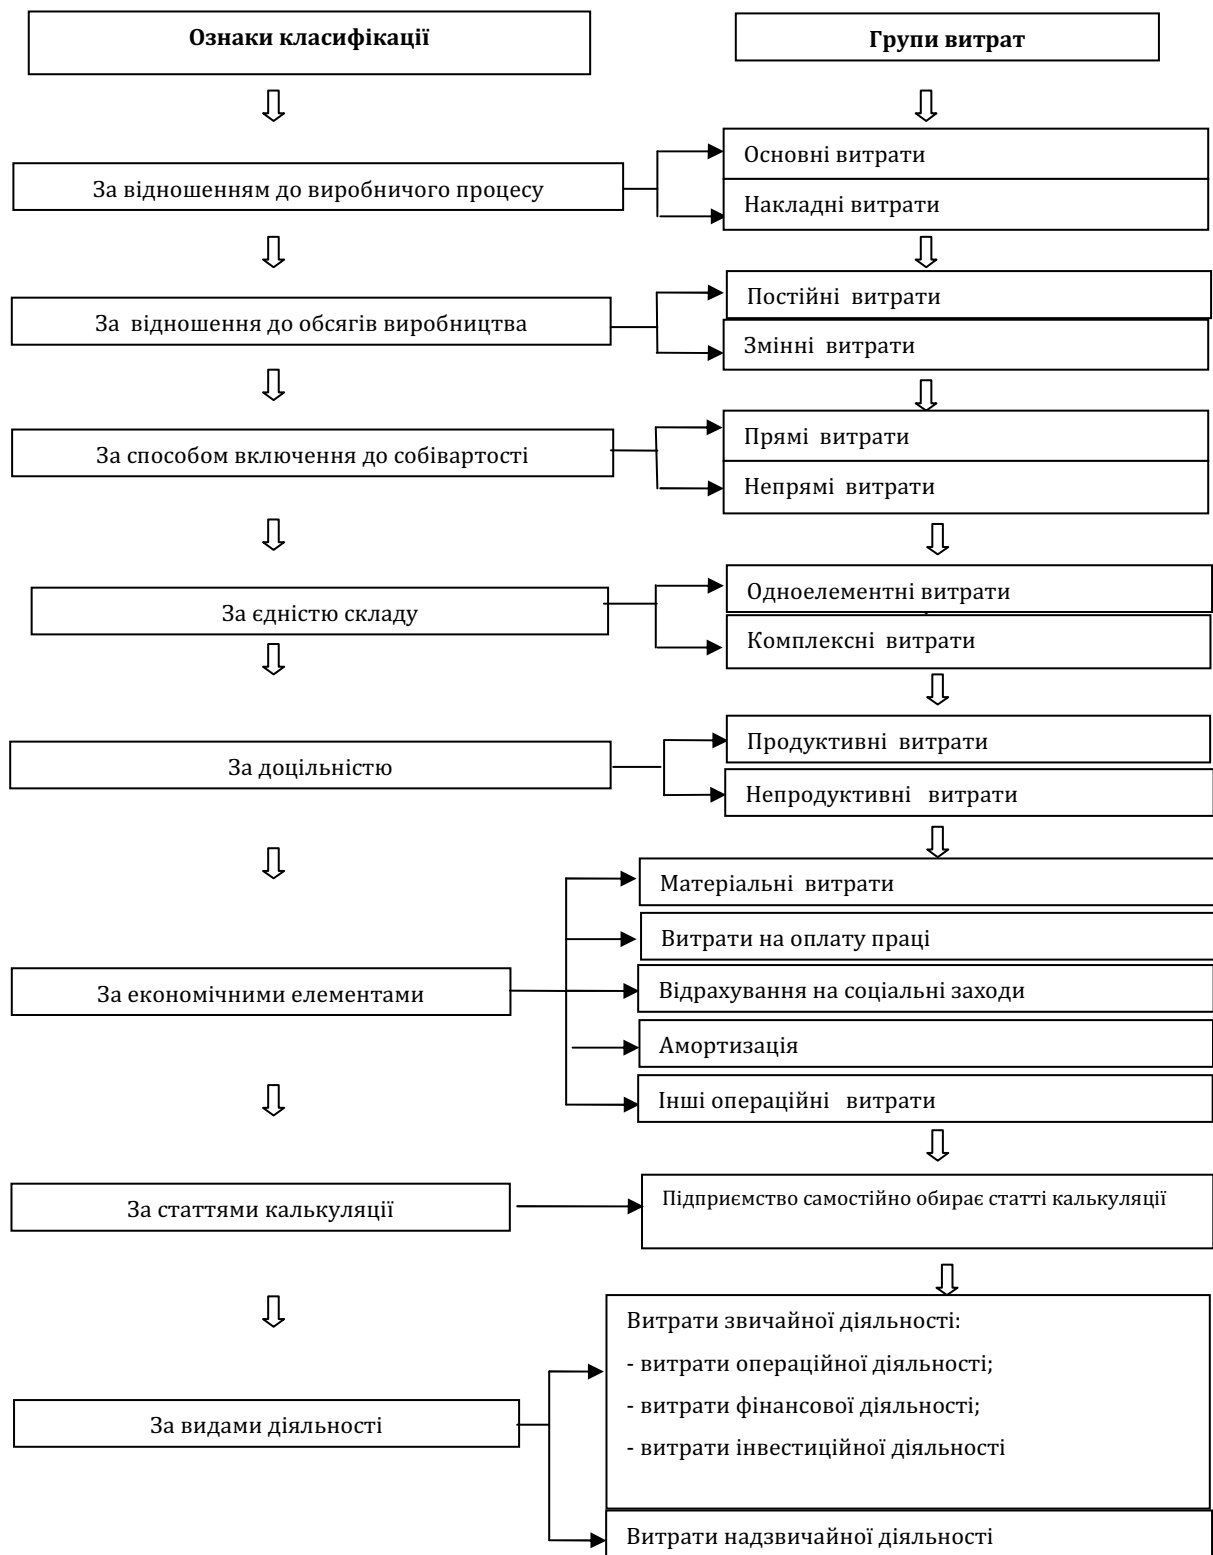 Ознаки класифікації
Групи витрат
За відношенням до виробничого процесу
Основні витрати
Накладні витрати
За відношення до обсягів виробництва
Постійні витрати
Змінні витрати
За способом включення до собівартості
Прямі витрати
Непрямі витрати
За єдністю складу
Одноелементні витрати
Комплексні витрати
За доцільністю
Продуктивні витрати
Непродуктивні витрати
За економічними елементами
Матеріальні витрати
Витрати на оплату праці
Відрахування на соціальні заходи
Амортизація
Інші операційні витрати
За статтями калькуляції
Підприємство самостійно обирає статті калькуляції
За видами діяльності
Витрати звичайної діяльності:
- витрати операційної діяльності;
- витрати фінансової діяльності;
- витрати інвестиційної діяльності
Витрати надзвичайної діяльності